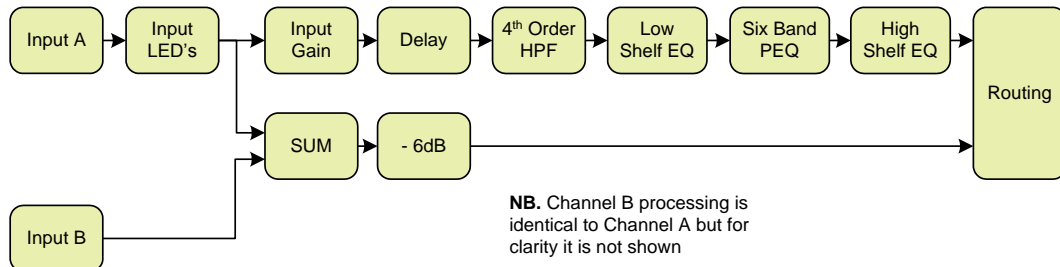 Input A
Input
LED's
Input
Gain
Delay
4th Order
HPF
Low
Shelf EQ
Six Band
PEQ
High
Shelf EQ
Routing
SUM
- 6dB
Input B
NB. Channel B processing is
identical to Channel A but for
clarity it is not shown